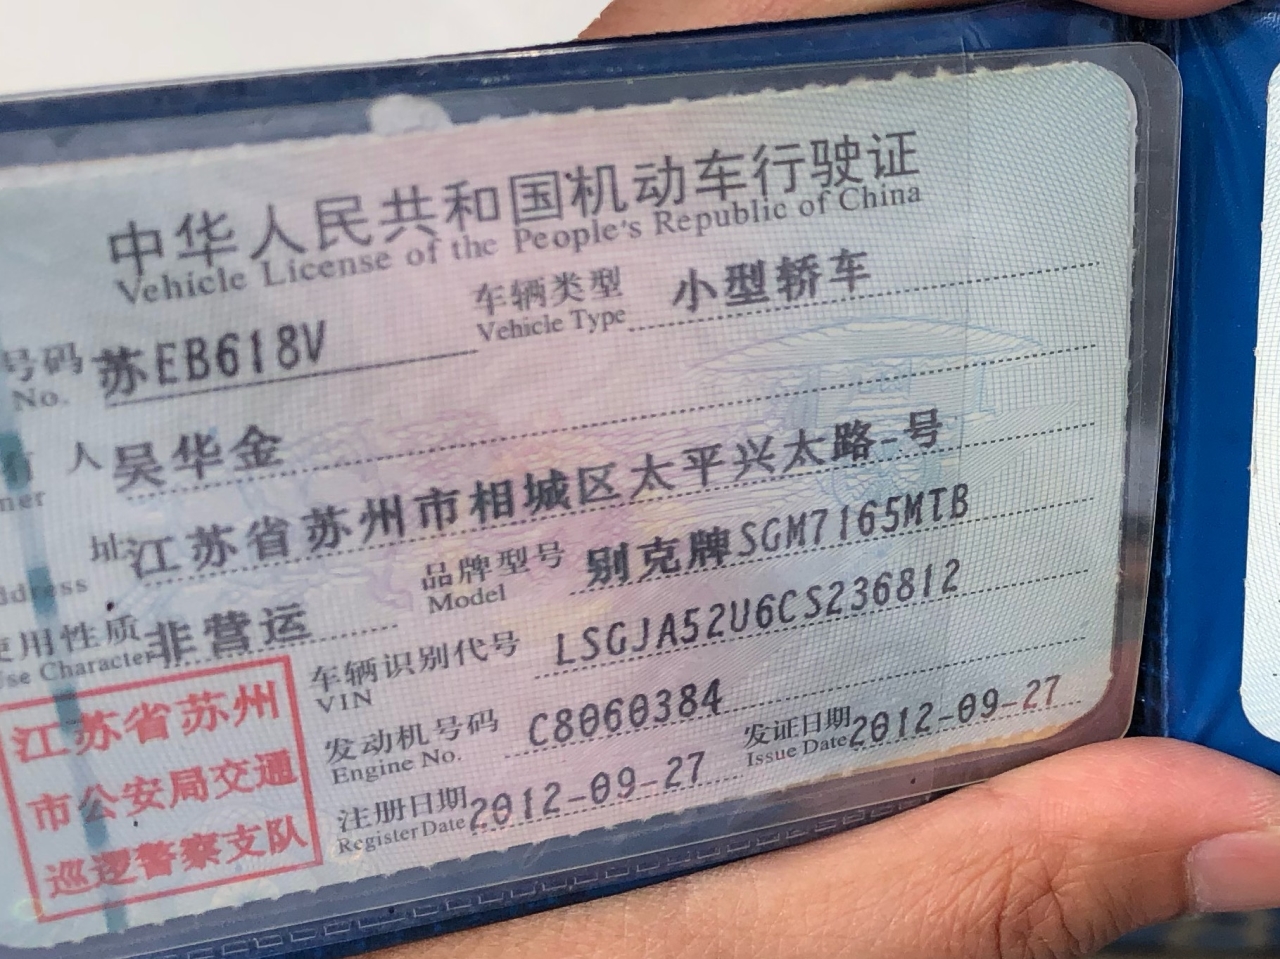 中华人民共和国机动车行驶证
Vehicle License of the People's Republic of China
号码 苏EB618V 车辆类型 小型轿车
No. Vehicle Type
人 吴华金
ner
址 江苏省苏州市相城区太平兴太路-号
ddress
品牌型号 别克牌SGM7165MTB
Model
使用性质 非营运
Use Character
车辆识别代号 LSGJA52U6CS236812
VIN
发动机号码 C8060384
Engine No.
发证日期 2012-09-27
Issue Date
注册日期 2012-09-27
Register Date
江苏省苏州
市公安局交通
巡逻警察支队